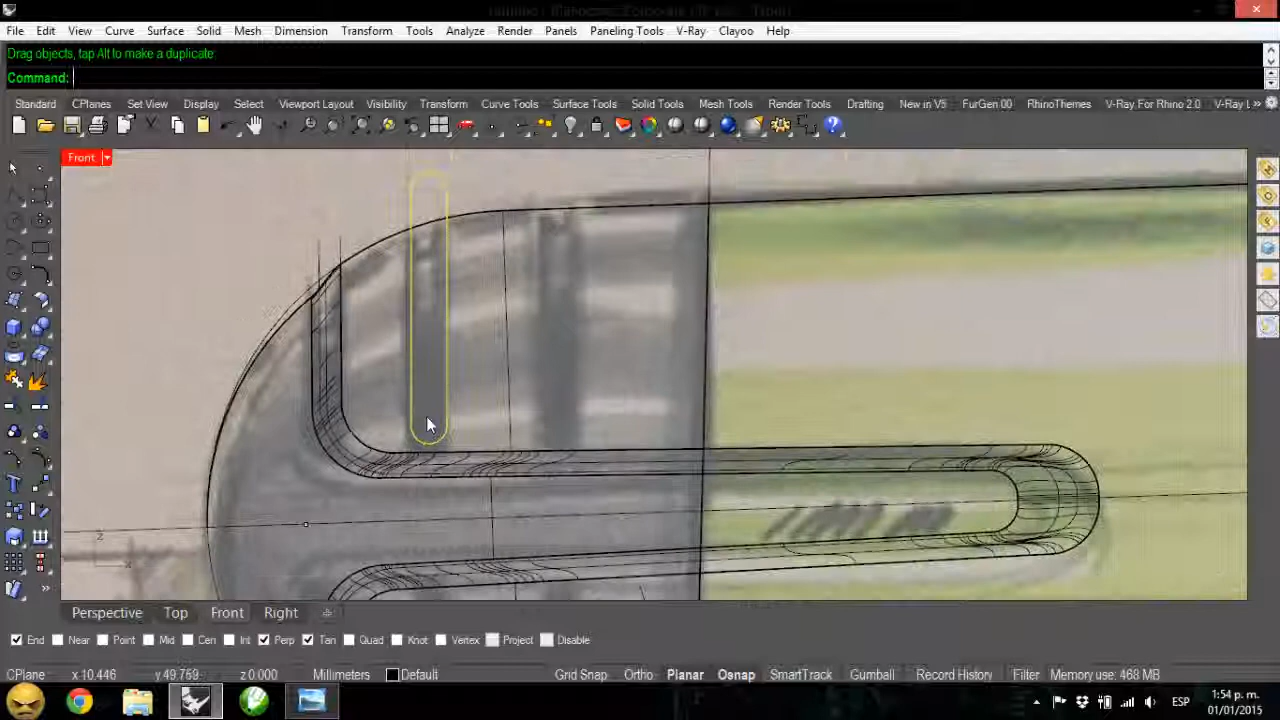 File Edit View Curve Surface Solid Mesh Dimension Transform Tools Analyze Render Panels Paneling Tools V-Ray Clayoo Help
Drag objects, tap Alt to make a duplicate
Command:
Standard CPlanes Set View Display Select Viewport Layout Visibility Transform Curve Tools Surface Tools Solid Tools Mesh Tools Render Tools Drafting New in V5 FurGen 00 RhinoThemes V-Ray For Rhino 2.0 V-Ray L »
Front
z
x
Perspective Top Front Right
End Near Point Mid Cen Int Perp Tan Quad Knot Vertex Project Disable
CPlane x 10.446 y 49.759 z 0.000 Millimeters Default Grid Snap Ortho Planar Osnap SmartTrack Gumball Record History Filter Memory use: 468 MB
ESP 1:54 p. m.
01/01/2015